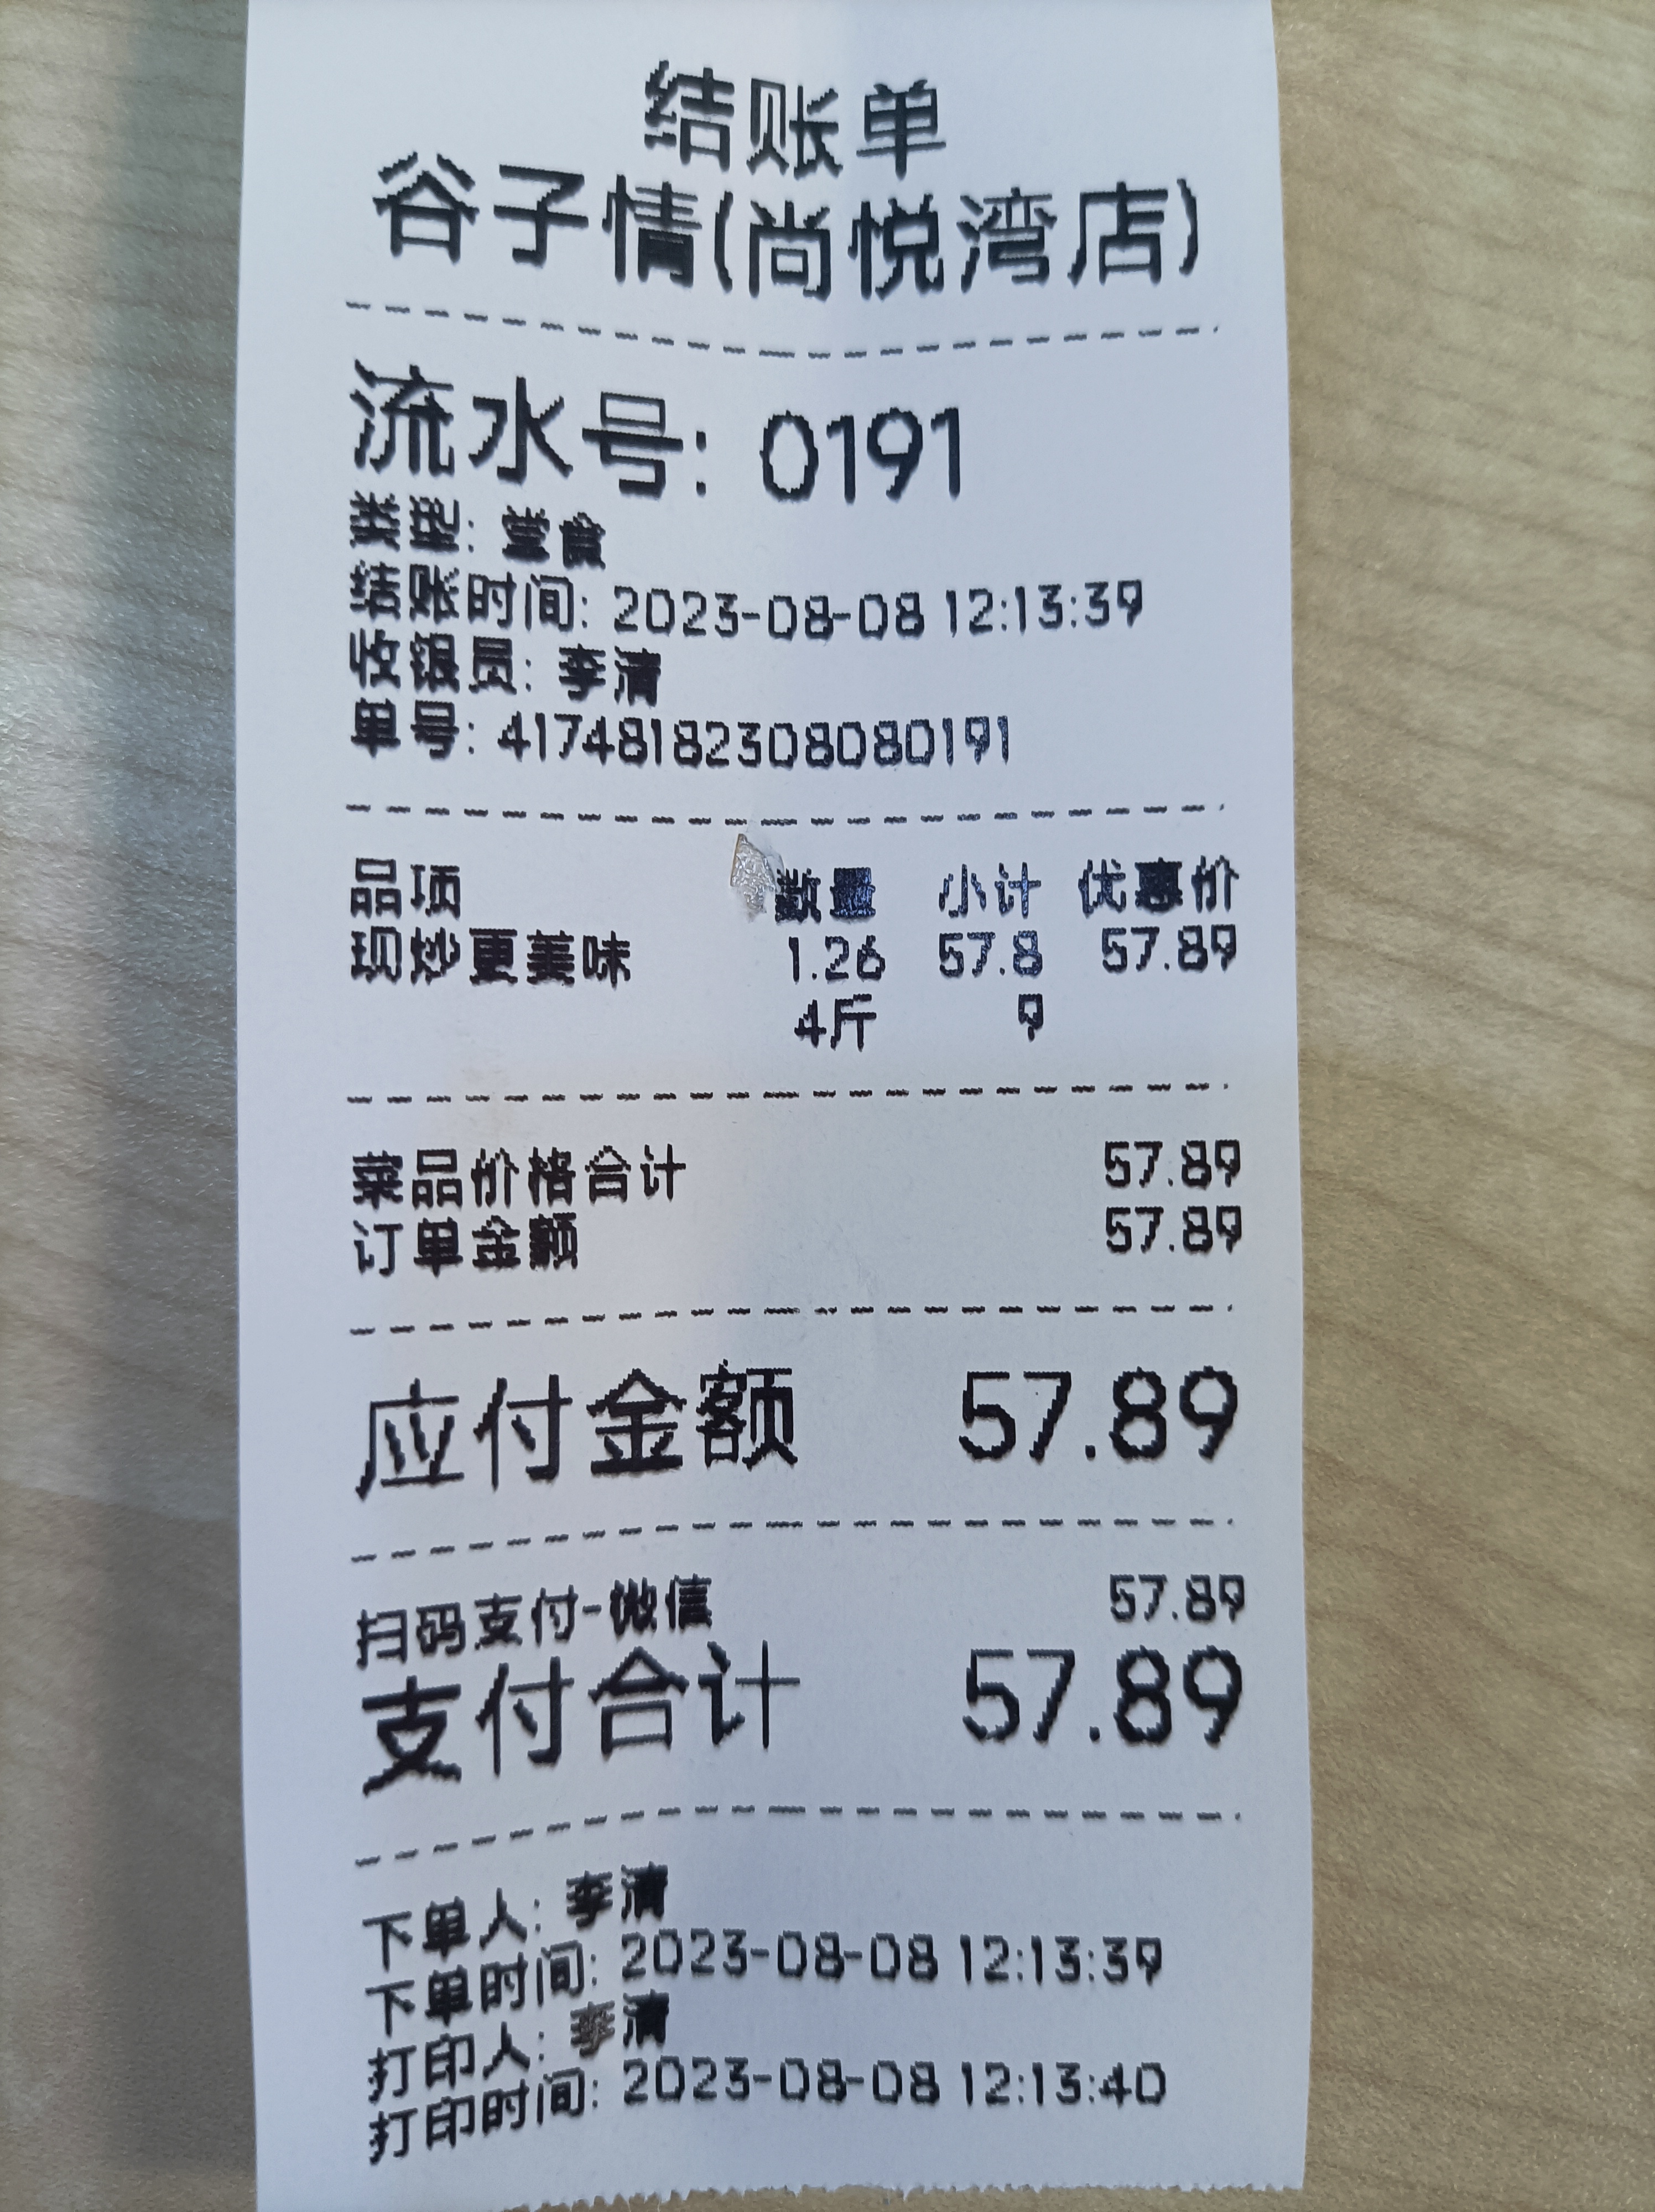 结账单
谷子情(尚悦湾店)
流水号: 0191
类型: 堂食
结账时间: 2023-08-08 12:13:39
收银员: 李清
单号: 41748182308080191
品项 数量 小计 优惠价
现炒更美味 1.26 57.8 57.89
4斤 9
菜品价格合计 57.89
订单金额 57.89
应付金额 57.89
扫码支付-微信 57.89
支付合计 57.89
下单人: 李清
下单时间: 2023-08-08 12:13:39
打印人: 李清
打印时间: 2023-08-08 12:13:40